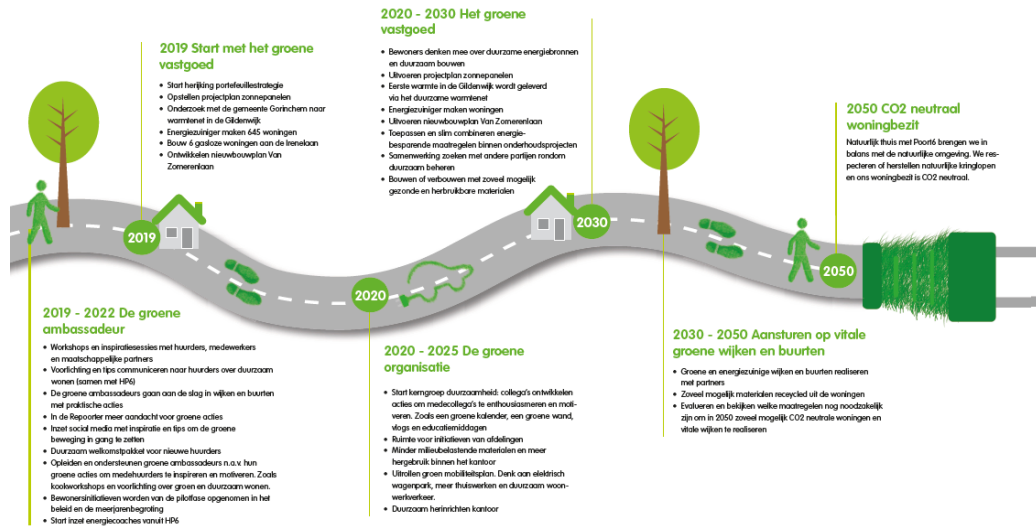 2019 Start met het groene
vastgoed
• Start herijking portefeuillestrategie
• Opstellen projectplan zonnepanelen
• Onderzoek met de gemeente Gorinchem naar
warmtenet in de Gildenwijk
• Energiezuiniger maken 645 woningen
• Bouw 6 gasloze woningen aan de Irenelaan
• Ontwikkelen nieuwbouwplan Van
Zomerenlaan
2020 - 2030 Het groene
vastgoed
• Bewoners denken mee over duurzame energiebronnen
en duurzaam bouwen
• Uitvoeren projectplan zonnepanelen
• Eerste warmte in de Gildenwijk wordt geleverd
via het duurzame warmtenet
• Energiezuiniger maken woningen
• Uitvoeren nieuwbouwplan Van Zomerenlaan
• Toepassen en slim combineren energie-
besparende maatregelen binnen onderhoudsprojecten
• Samenwerking zoeken met andere partijen rondom
duurzaam beheren
• Bouwen of verbouwen met zoveel mogelijk
gezonde en herbruikbare materialen
2050 CO2 neutraal
woningbezit
Natuurlijk thuis met Poort6 brengen we in
balans met de natuurlijke omgeving. We res-
pecteren of herstellen natuurlijke kringlopen
en ons woningbezit is CO2 neutraal.
2019
2020
2030
2050
2019 - 2022 De groene
ambassadeur
• Workshops en inspiratiesessies met huurders, medewerkers
en maatschappelijke partners
• Voorlichting en tips communiceren naar huurders over duurzaam
wonen (samen met HP6)
• De groene ambassadeurs gaan aan de slag in wijken en buurten
met praktische acties
• In de Repoorter meer aandacht voor groene acties
• Inzet social media met inspiratie en tips om de groene
beweging in gang te zetten
• Duurzaam welkomstpakket voor nieuwe huurders
• Opleiden en ondersteunen groene ambassadeurs n.a.v. hun
groene acties om medehuurders te inspireren en motiveren. Zoals
kookworkshops en voorlichting over groen en duurzaam wonen.
• Bewonersinitiatieven worden van de pilotfase opgenomen in het
beleid en de meerjarenbegroting
• Start inzet energiecoaches vanuit HP6
2020 - 2025 De groene
organisatie
• Start kerngroep duurzaamheid: collega's ontwikkelen
acties om medecollega's te enthousiasmeren en moti-
veren. Zoals een groene kalender, een groene wand,
vlogs en educatiemiddagen
• Ruimte voor initiatieven van afdelingen
• Minder milieubelastende materialen en meer
hergebruik binnen het kantoor
• Uitrollen groen mobiliteitsplan. Denk aan elektrisch
wagenpark, meer thuiswerken en duurzaam woon-
werkverkeer.
• Duurzaam herinrichten kantoor
2030 - 2050 Aansturen op vitale
groene wijken en buurten
• Groene en energiezuinige wijken en buurten realiseren
met partners
• Zoveel mogelijk materialen recycled uit de woningen
• Evalueren en bekijken welke maatregelen nog noodzakelijk
zijn om in 2050 zoveel mogelijk CO2 neutrale woningen en
vitale wijken te realiseren